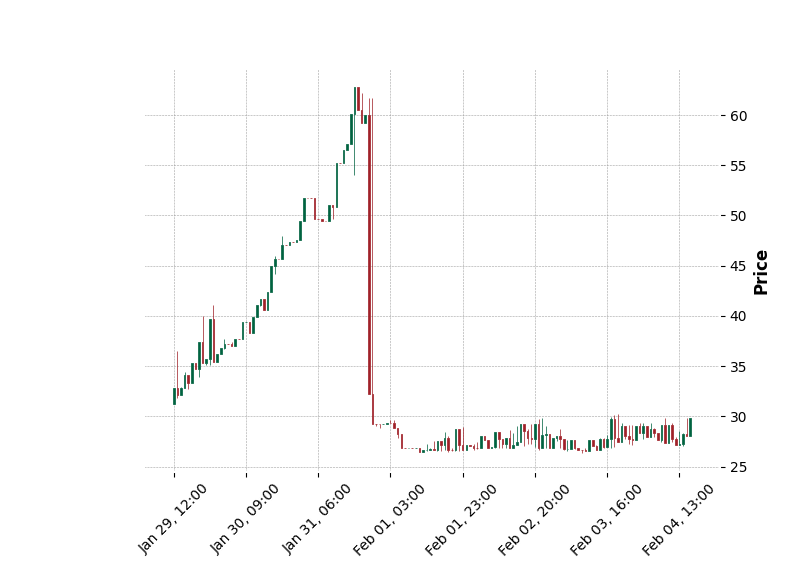 60
55
50
45
40
35
30
25
Price
Jan 29, 12:00
Jan 30, 09:00
Jan 31, 06:00
Feb 01, 03:00
Feb 01, 23:00
Feb 02, 20:00
Feb 03, 16:00
Feb 04, 13:00